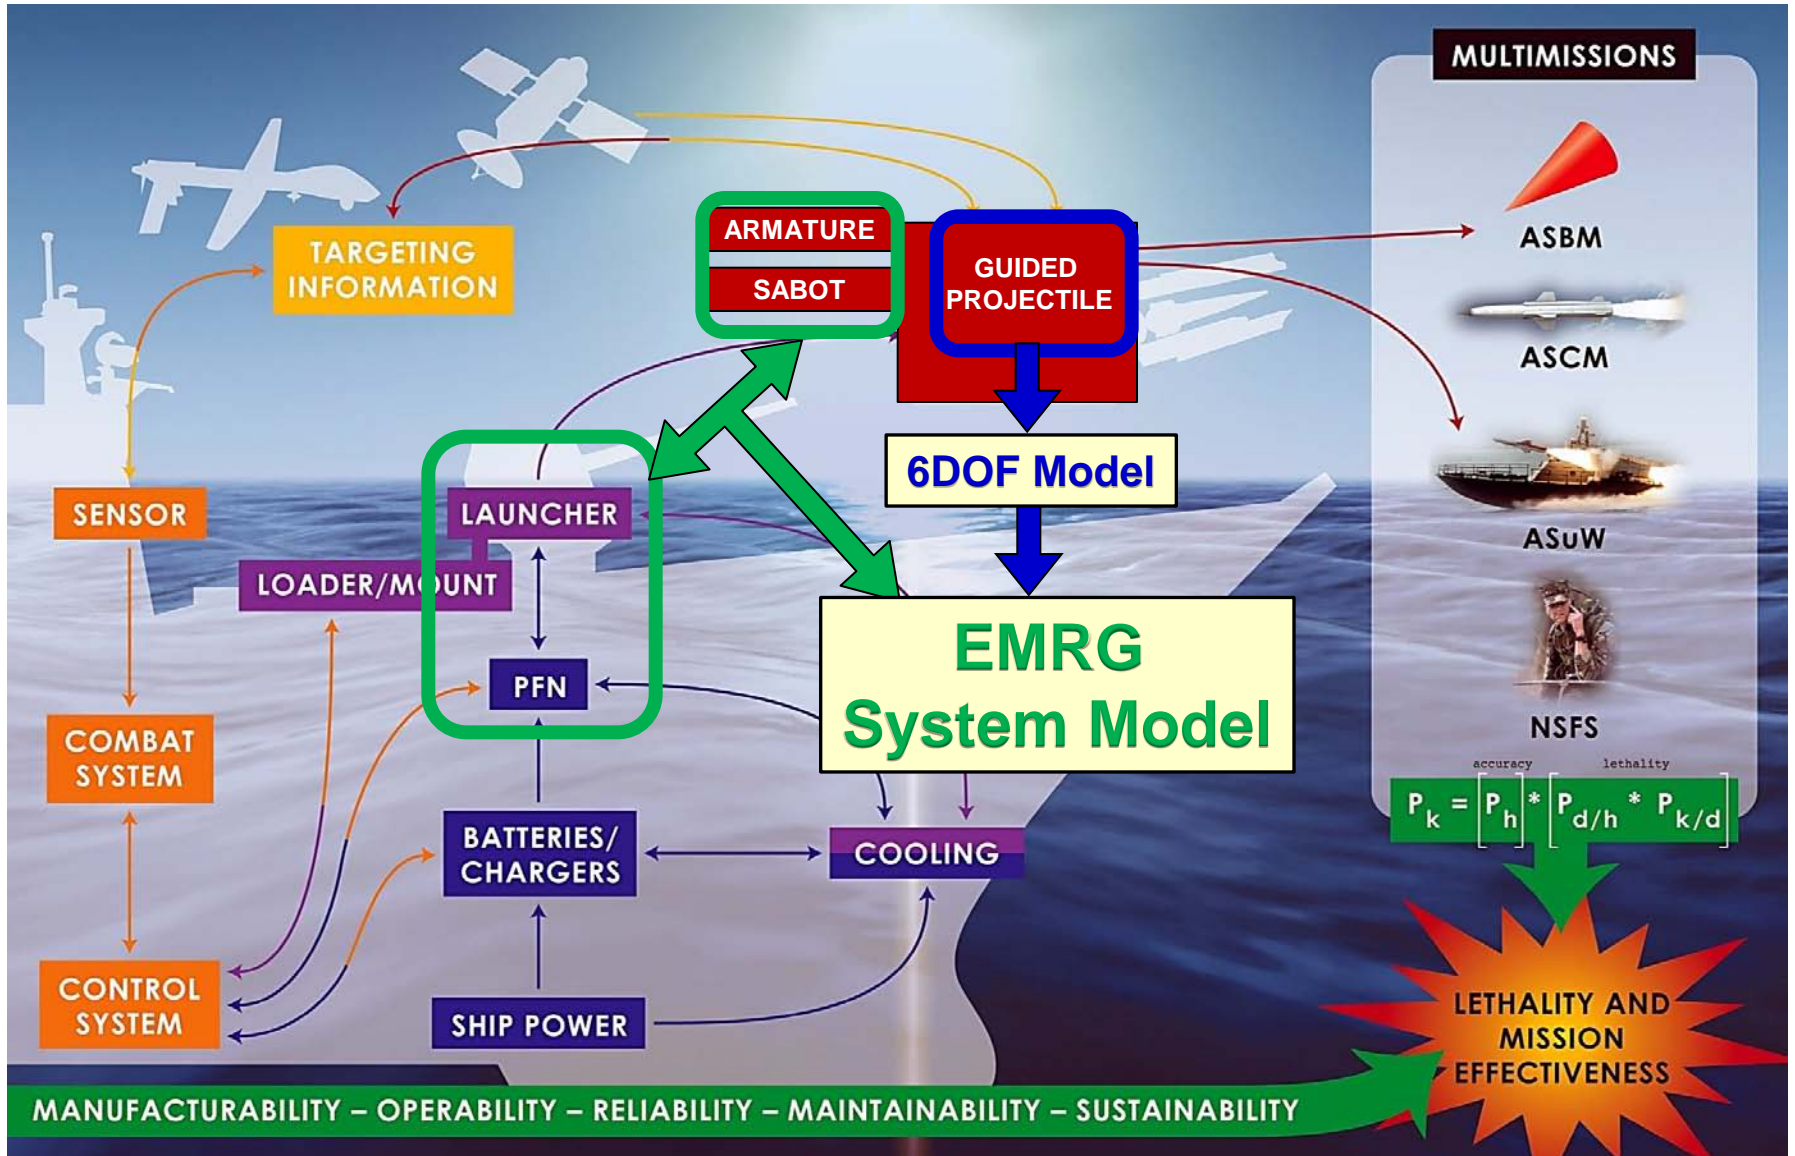 MULTIMISSIONS
TARGETING
INFORMATION
ARMATURE
SABOT
GUIDED
PROJECTILE
ASBM
ASCM
6DOF Model
SENSOR
LAUNCHER
ASuW
LOADER/MOUNT
EMRG
System Model
PFN
NSFS
COMBAT
SYSTEM
accuracy lethality
Pk = [Ph] * [Pd/h * Pk/d]
BATTERIES/
CHARGERS
COOLING
CONTROL
SYSTEM
SHIP POWER
LETHALITY AND
MISSION
EFFECTIVENESS
MANUFACTURABILITY – OPERABILITY – RELIABILITY – MAINTAINABILITY – SUSTAINABILITY